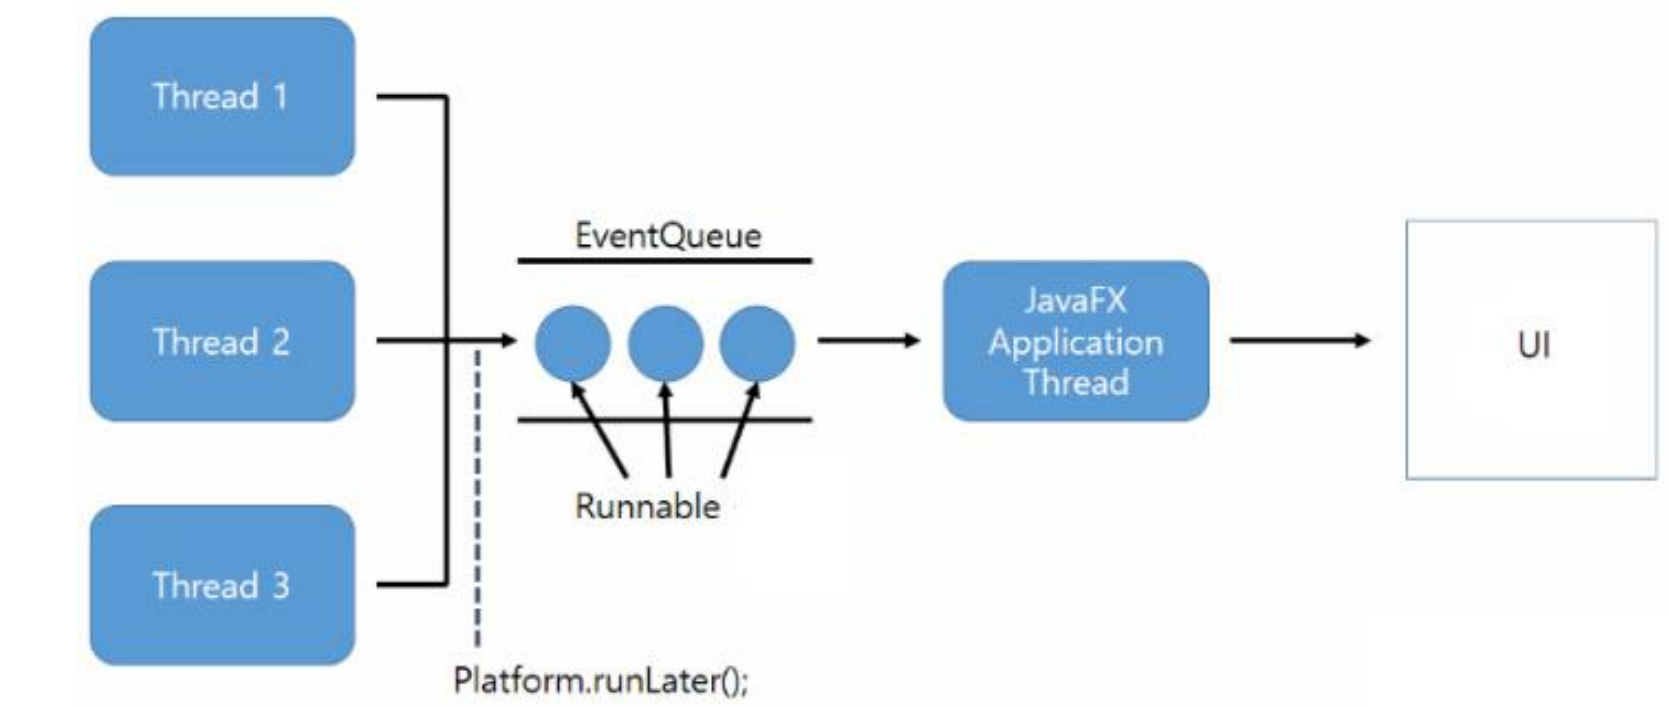 Thread 1
EventQueue
Thread 2
JavaFX
Application
Thread
UI
Runnable
Thread 3
Platform.runLater();